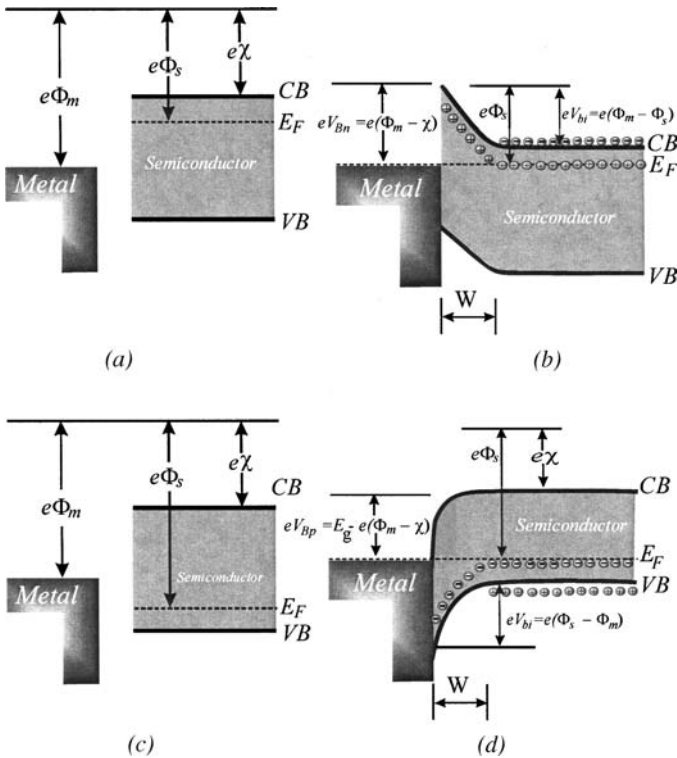 eΦm
eΦs
eχ
CB
EF
Semiconductor
Metal
VB
(a)
eVBn =e(Φm – χ)
eΦs
eVbi=e(Φm – Φs)
CB
EF
Metal
Semiconductor
VB
W
(b)
eΦm
eΦs
eχ
CB
Semiconductor
Metal
EF
VB
(c)
eΦs
eχ
CB
eVBp =Eg- e(Φm – χ)
Semiconductor
EF
Metal
VB
eVbi=e(Φs – Φm)
W
(d)